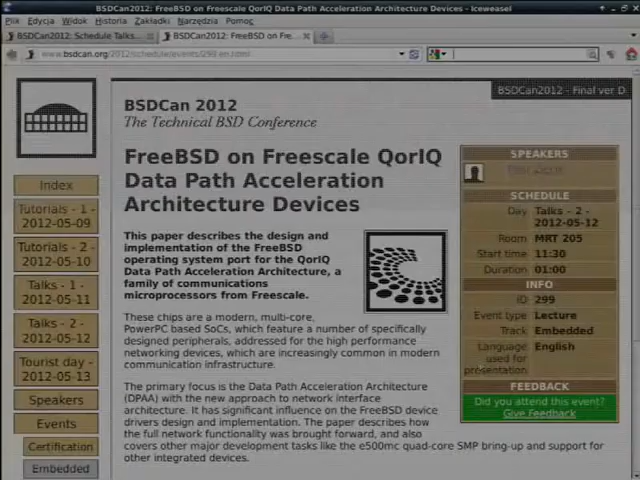 BSDCan2012: FreeBSD on Freescale QorIQ Data Path Acceleration Architecture Devices - Iceweasel
Plik Edycja Widok Historia Zakładki Narzędzia Pomoc
BSDCan2012: Schedule Talks...
BSDCan2012: FreeBSD on Fre...
www.bsdcan.org/2012/schedule/events/299.en.html
BSDCan2012 - Final ver D
BSDCan 2012
The Technical BSD Conference
FreeBSD on Freescale QorIQ
Data Path Acceleration
Architecture Devices
This paper describes the design and
implementation of the FreeBSD
operating system port for the QorIQ
Data Path Acceleration Architecture, a
family of communications
microprocessors from Freescale.
These chips are a modern, multi-core,
PowerPC based SoCs, which feature a number of specifically
designed peripherals, addressed for the high performance
networking devices, which are increasingly common in modern
communication infrastructure.
The primary focus is the Data Path Acceleration Architecture
(DPAA) with the new approach to network interface
architecture. It has significant influence on the FreeBSD device
drivers design and implementation. The paper describes how
the full network functionality was brought forward, and also
covers other major development tasks like the e500mc quad-core SMP bring-up and support for
other integrated devices.
Index
Tutorials - 1 -
2012-05-09
Tutorials - 2 -
2012-05-10
Talks - 1 -
2012-05-11
Talks - 2 -
2012-05-12
Tourist day -
2012-05-13
Speakers
Events
Certification
Embedded
SPEAKERS
SCHEDULE
Day Talks - 2 -
2012-05-12
Room MRT 205
Start time 11:30
Duration 01:00
INFO
ID 299
Event type Lecture
Track Embedded
Language English
used for
presentation
FEEDBACK
Did you attend this event?
Give Feedback